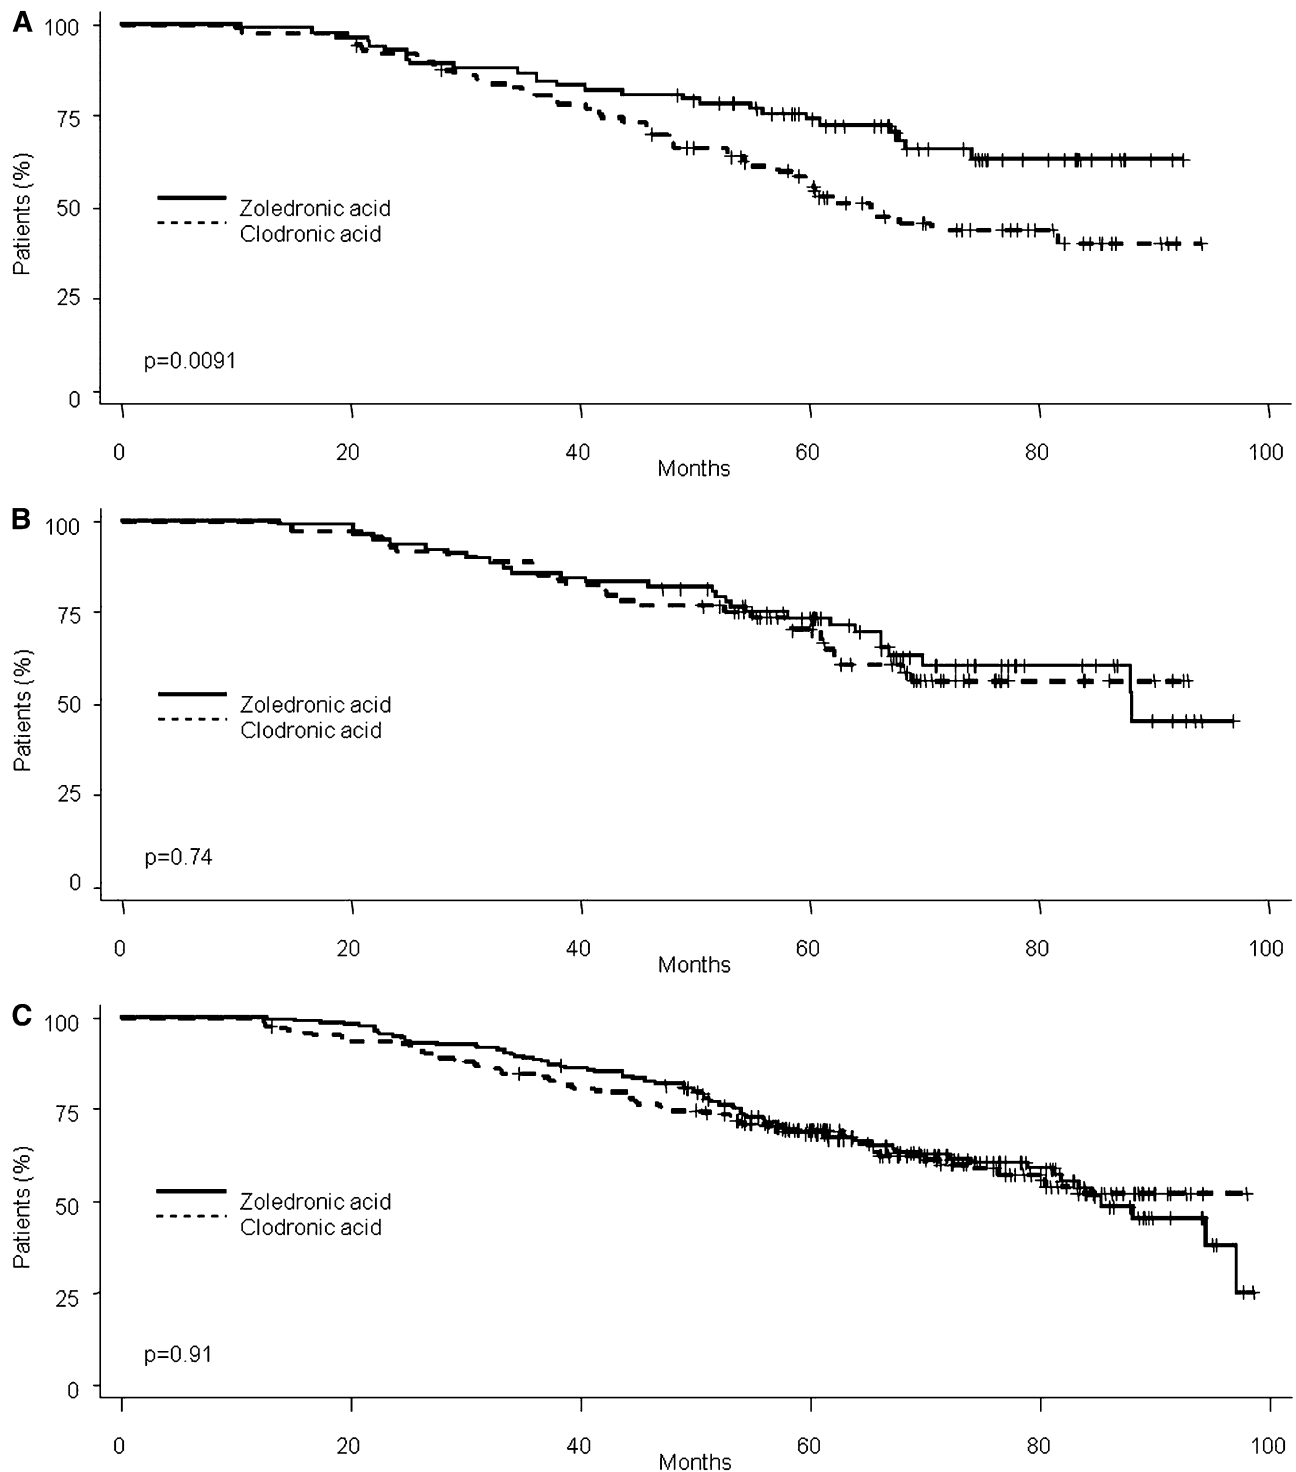 A
100
75
50
25
0
Patients (%)
Zoledronic acid
Clodronic acid
p=0.0091
0 20 40 60 80 100
Months
B
100
75
50
25
0
Patients (%)
Zoledronic acid
Clodronic acid
p=0.74
0 20 40 60 80 100
Months
C
100
75
50
25
0
Patients (%)
Zoledronic acid
Clodronic acid
p=0.91
0 20 40 60 80 100
Months